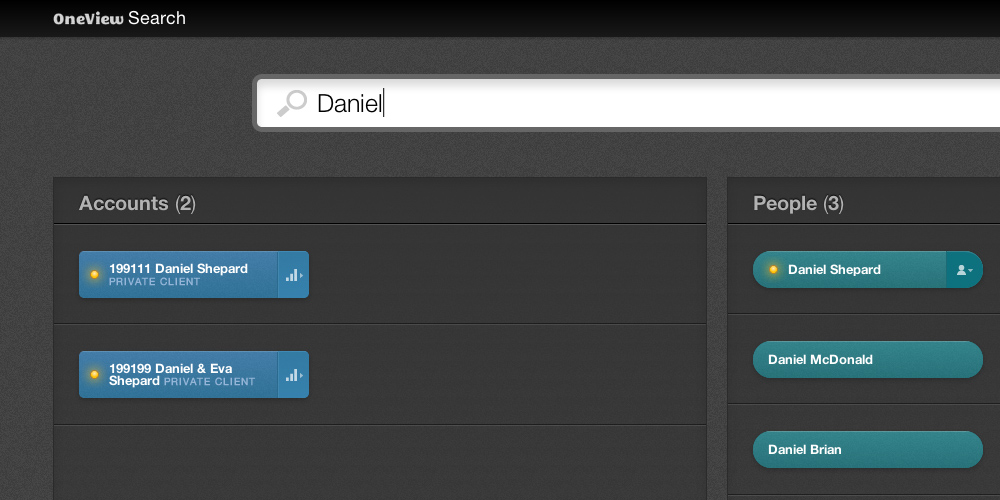 OneView Search
Daniel
Accounts (2)
199111 Daniel Shepard
PRIVATE CLIENT
199199 Daniel & Eva
Shepard PRIVATE CLIENT
People (3)
Daniel Shepard
Daniel McDonald
Daniel Brian